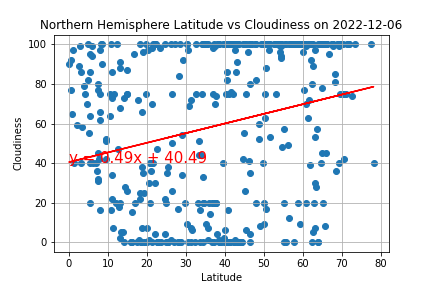 Northern Hemisphere Latitude vs Cloudiness on 2022-12-06
100
80
60
40
20
0
Cloudiness
y = 0.49x + 40.49
0 10 20 30 40 50 60 70 80
Latitude